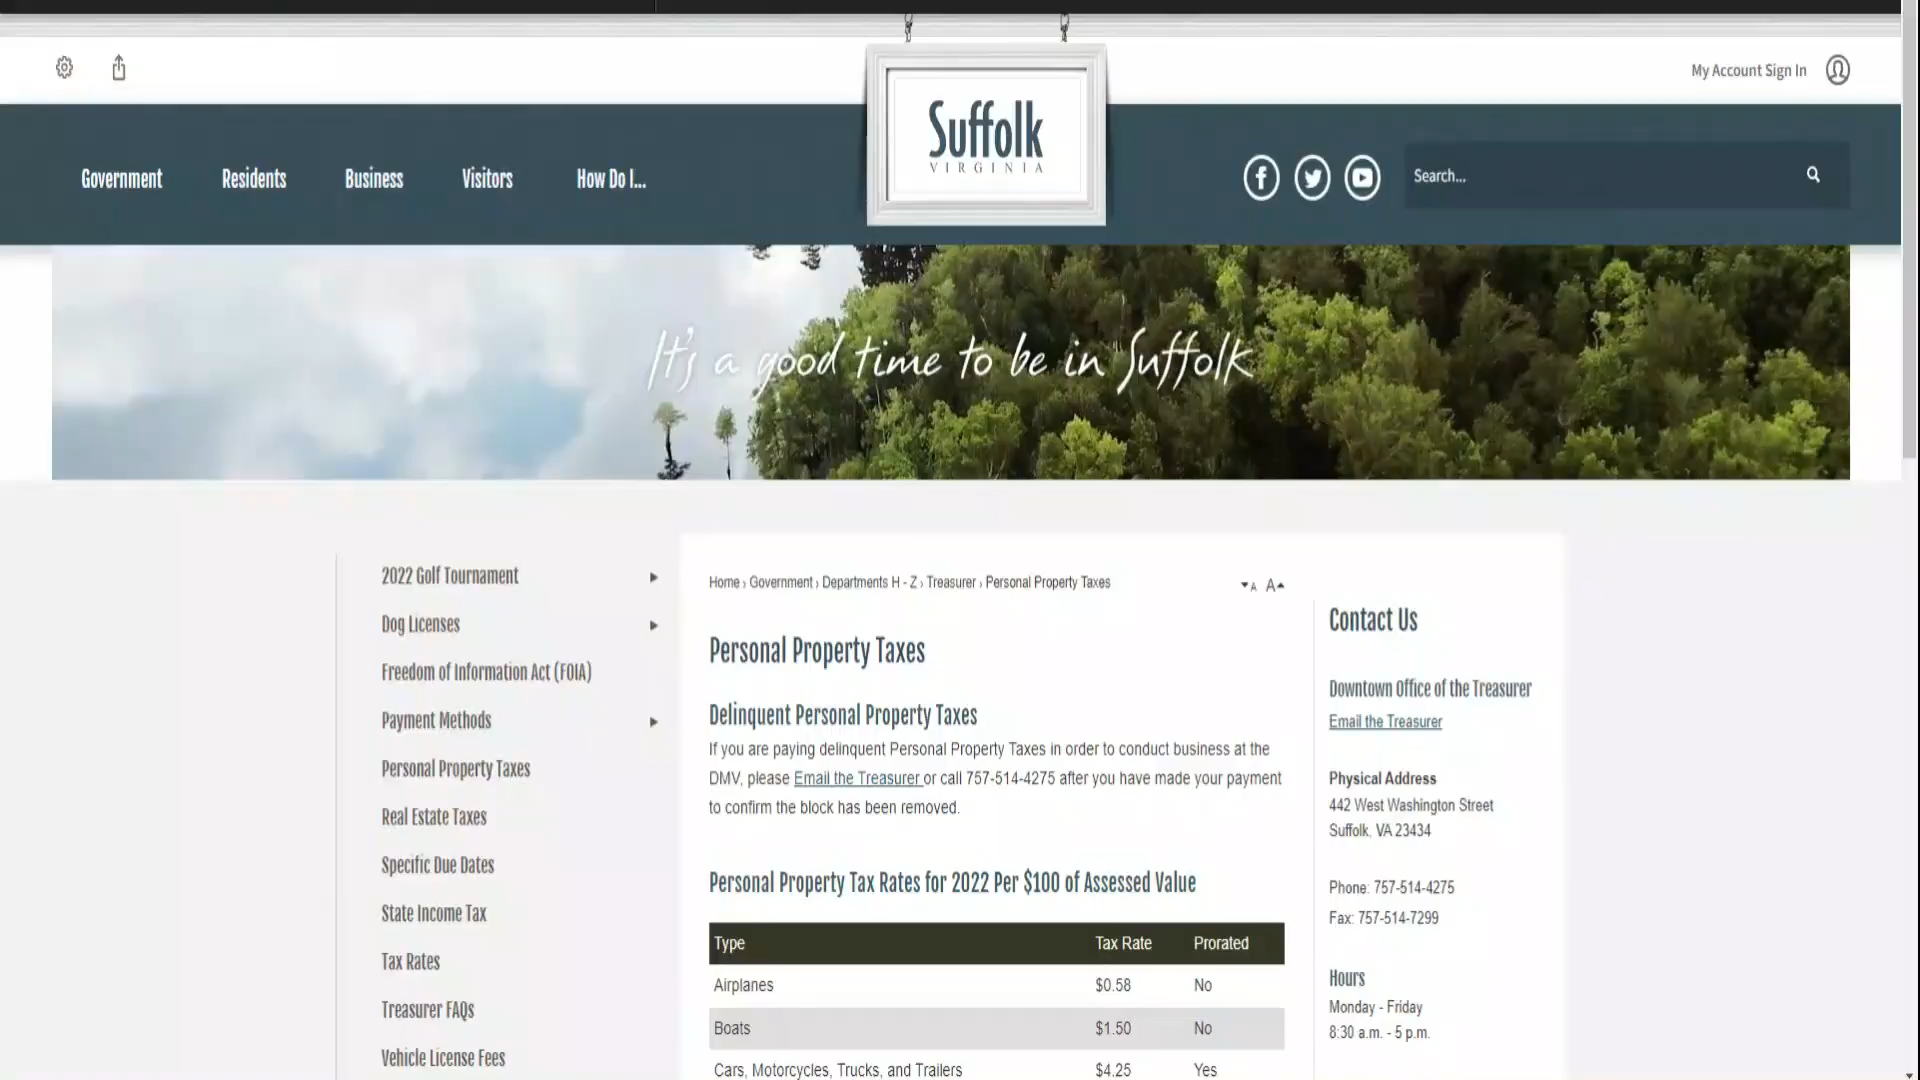 My Account Sign In
Suffolk
VIRGINIA
Government Residents Business Visitors How Do I...
Search...
It's a good time to be in Suffolk
2022 Golf Tournament
Dog Licenses
Freedom of Information Act (FOIA)
Payment Methods
Personal Property Taxes
Real Estate Taxes
Specific Due Dates
State Income Tax
Tax Rates
Treasurer FAQs
Vehicle License Fees
Home › Government › Departments H - Z › Treasurer › Personal Property Taxes
A A
Personal Property Taxes
Delinquent Personal Property Taxes
If you are paying delinquent Personal Property Taxes in order to conduct business at the
DMV, please Email the Treasurer or call 757-514-4275 after you have made your payment
to confirm the block has been removed.
Personal Property Tax Rates for 2022 Per $100 of Assessed Value
Type Tax Rate Prorated
Airplanes $0.58 No
Boats $1.50 No
Cars, Motorcycles, Trucks, and Trailers $4.25 Yes
Contact Us
Downtown Office of the Treasurer
Email the Treasurer
Physical Address
442 West Washington Street
Suffolk, VA 23434
Phone: 757-514-4275
Fax: 757-514-7299
Hours
Monday - Friday
8:30 a.m. - 5 p.m.